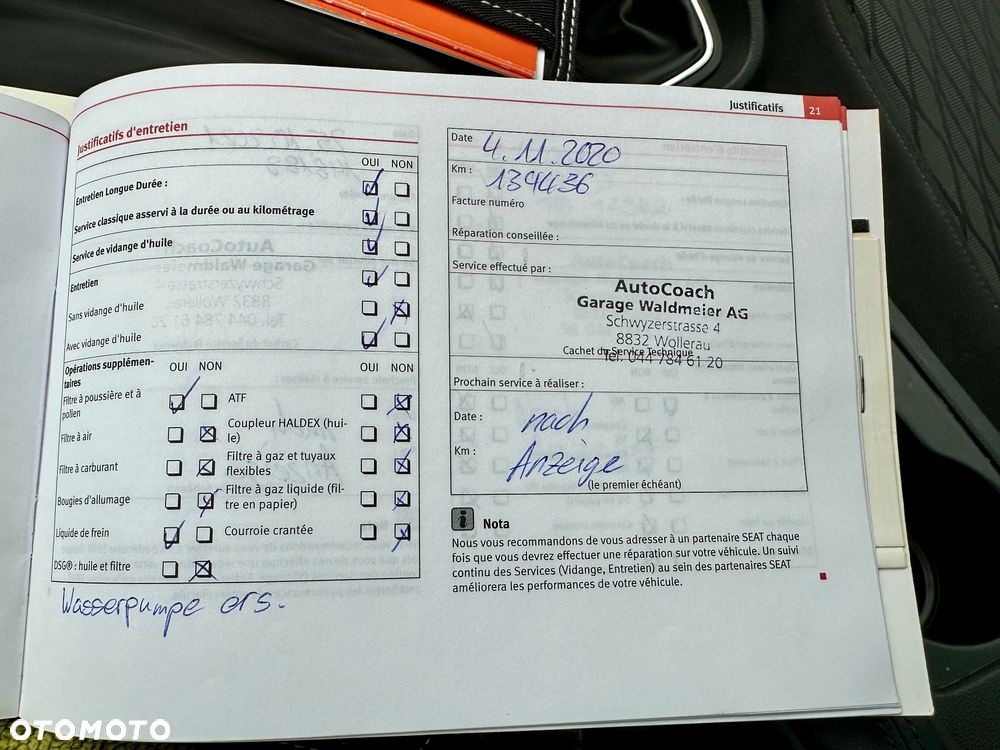 Justificatifs 21
Justificatifs d'entretien
OUI NON
Entretien Longue Durée :
Service classique asservi à la durée ou au kilométrage
Service de vidange d'huile
Entretien
Sans vidange d'huile
Avec vidange d'huile
Opérations supplémen-
taires
OUI NON
OUI NON
Filtre à poussière et à
pollen
ATF
Filtre à air
Coupleur HALDEX (hui-
le)
Filtre à carburant
Filtre à gaz et tuyaux
flexibles
Bougies d'allumage
Filtre à gaz liquide (fil-
tre en papier)
Liquide de frein
Courroie crantée
DSG® : huile et filtre
Wasserpumpe ers.
Date 4.11.2020
Km : 134436
Facture numéro
Réparation conseillée :
Service effectué par :
AutoCoach
Garage Waldmeier AG
Schwyzerstrasse 4
8832 Wollerau
Cachet du Service Technique
Tel. 044 784 61 20
Prochain service à réaliser :
Date : nach
Km : Anzeige
(le premier échéant)
i Nota
Nous vous recommandons de vous adresser à un partenaire SEAT chaque
fois que vous devrez effectuer une réparation sur votre véhicule. Un suivi
continu des Services (Vidange, Entretien) au sein des partenaires SEAT
améliorera les performances de votre véhicule.
OTOMOTO